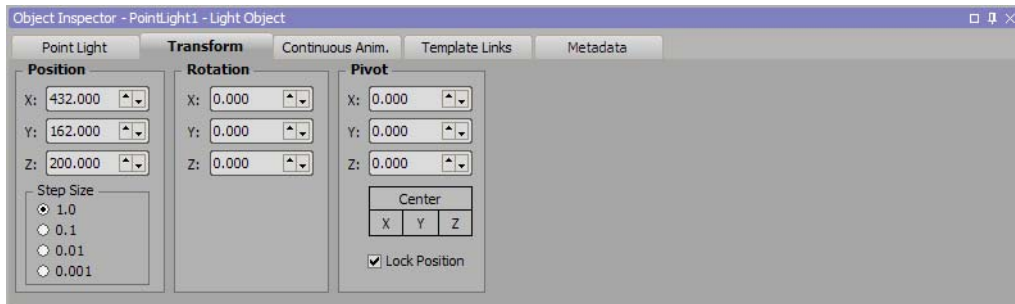 Object Inspector - PointLight1 - Light Object
Point Light Transform Continuous Anim. Template Links Metadata
Position Rotation Pivot
X: 432.000 X: 0.000 X: 0.000
Y: 162.000 Y: 0.000 Y: 0.000
Z: 200.000 Z: 0.000 Z: 0.000
Step Size
1.0
0.1
0.01
0.001
Center
X Y Z
Lock Position